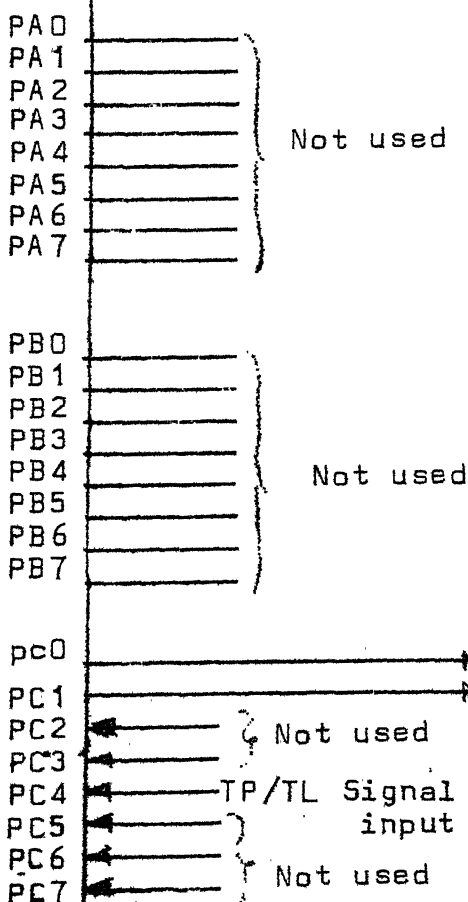 PA0
PA1
PA2
PA3
Not used
PA4
PA5
PA6
PA7
PB0
PB1
PB2
PB3
PB4
Not used
PB5
PB6
PB7
pc0
PC1
PC2
Not used
PC3
PC4 TP/TL Signal
PC5 input
PC6
Not used
PC7